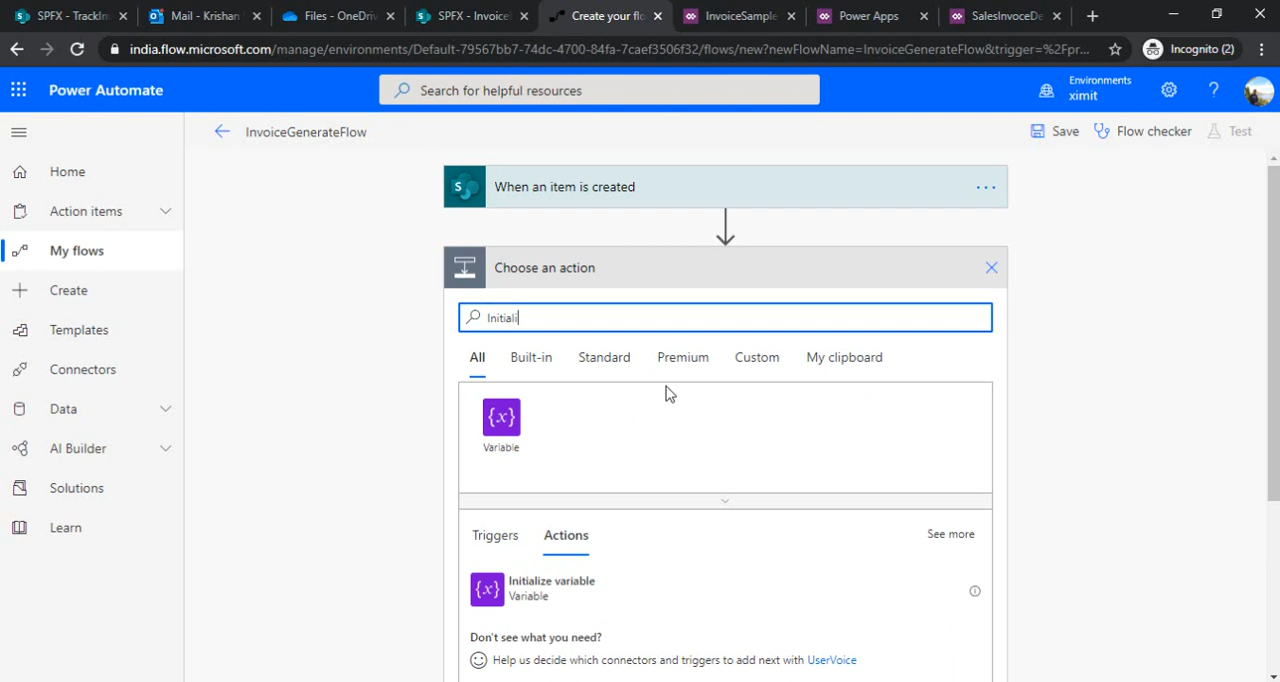 SPFX - TrackIn
Mail - Krishan
Files - OneDriv
SPFX - Invoice
Create your flo
InvoiceSample
Power Apps
SalesInvoceDe
india.flow.microsoft.com/manage/environments/Default-79567bb7-74dc-4700-84fa-7caef3506f32/flows/new?newFlowName=InvoiceGenerateFlow&trigger=%2Fpr...
Incognito (2)
Power Automate
Search for helpful resources
Environments
ximit
?
InvoiceGenerateFlow
Save
Flow checker
Test
Home
Action items
My flows
Create
Templates
Connectors
Data
AI Builder
Solutions
Learn
S
When an item is created
...
Choose an action
Initiali
All
Built-in
Standard
Premium
Custom
My clipboard
{x}
Variable
Triggers
Actions
See more
{x}
Initialize variable
Variable
Don't see what you need?
Help us decide which connectors and triggers to add next with UserVoice